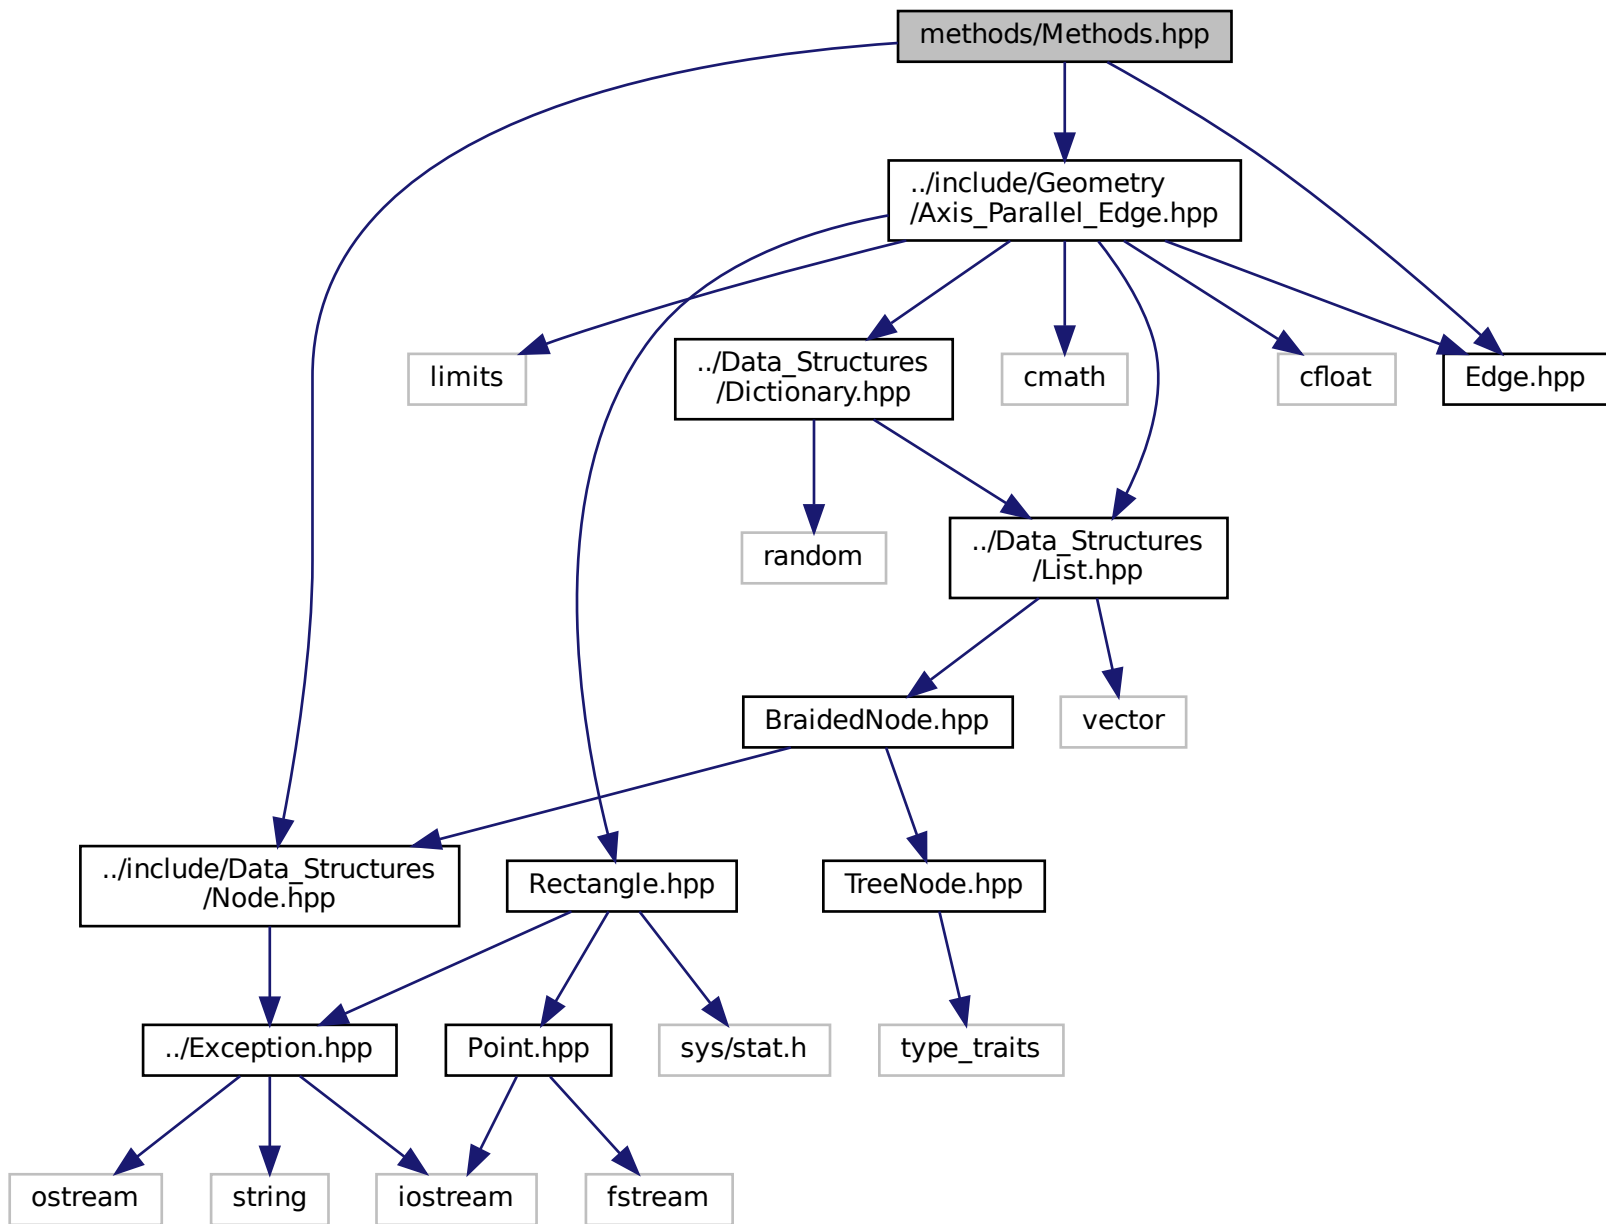 methods/Methods.hpp
../include/Geometry
/Axis_Parallel_Edge.hpp
limits
../Data_Structures
/Dictionary.hpp
cmath
cfloat
Edge.hpp
random
../Data_Structures
/List.hpp
BraidedNode.hpp
vector
../include/Data_Structures
/Node.hpp
Rectangle.hpp
TreeNode.hpp
../Exception.hpp
Point.hpp
sys/stat.h
type_traits
ostream
string
iostream
fstream